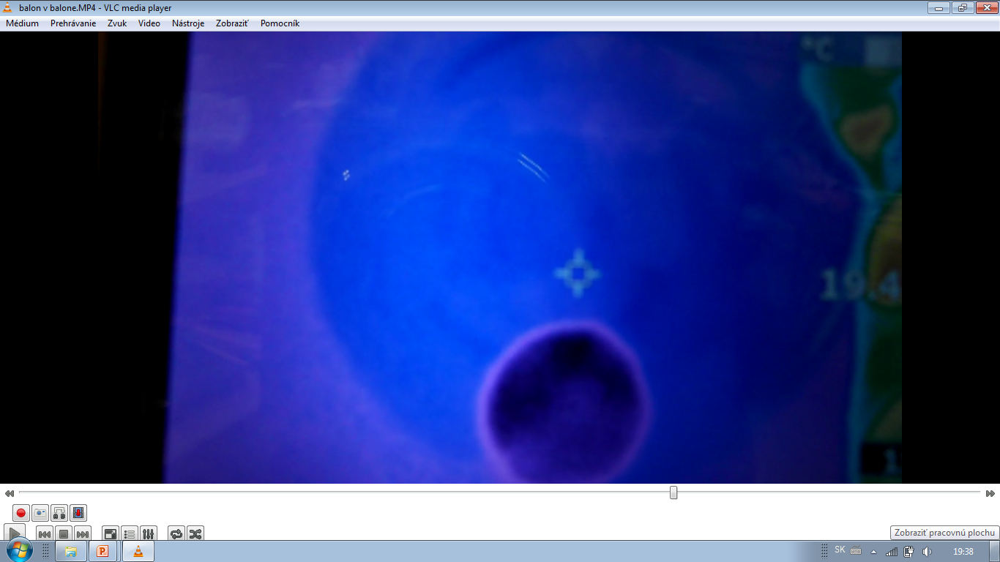 balon v balone.MP4 - VLC media player
Médium Prehrávanie Zvuk Video Nástroje Zobraziť Pomocník
°C
19.4
Zobraziť pracovnú plochu
SK
19:38